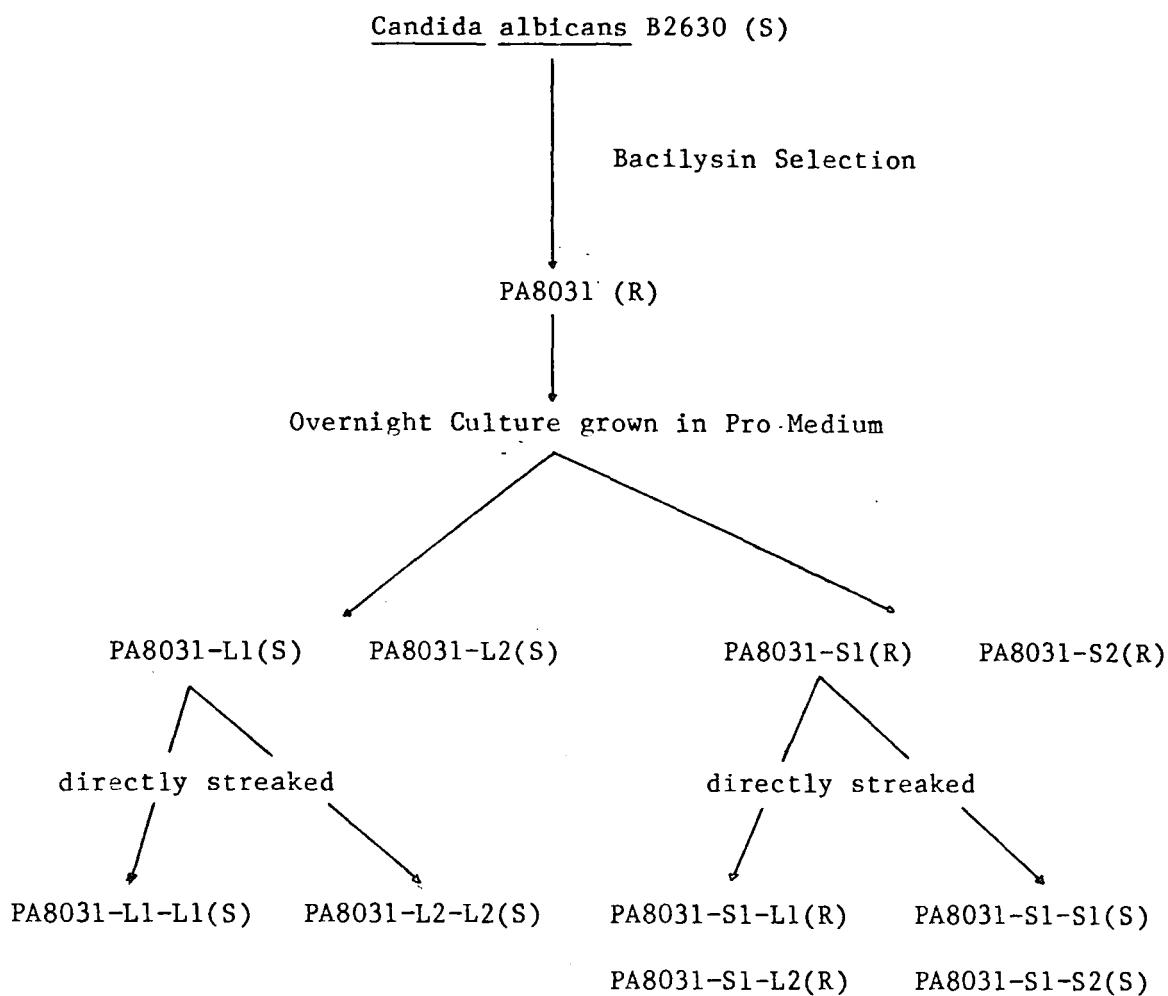 Candida albicans B2630 (S)
Bacilysin Selection
PA8031 (R)
Overnight Culture grown in Pro Medium
PA8031-L1(S) PA8031-L2(S) PA8031-S1(R) PA8031-S2(R)
directly streaked directly streaked
PA8031-L1-L1(S) PA8031-L2-L2(S) PA8031-S1-L1(R) PA8031-S1-S1(S)
PA8031-S1-L2(R) PA8031-S1-S2(S)